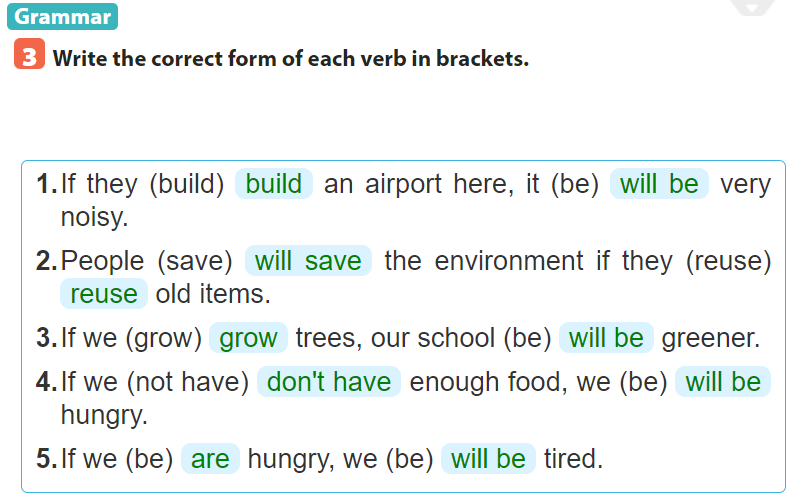 Grammar
3 Write the correct form of each verb in brackets.
1. If they (build) build an airport here, it (be) will be very
noisy.
2. People (save) will save the environment if they (reuse)
reuse old items.
3. If we (grow) grow trees, our school (be) will be greener.
4. If we (not have) don't have enough food, we (be) will be
hungry.
5. If we (be) are hungry, we (be) will be tired.